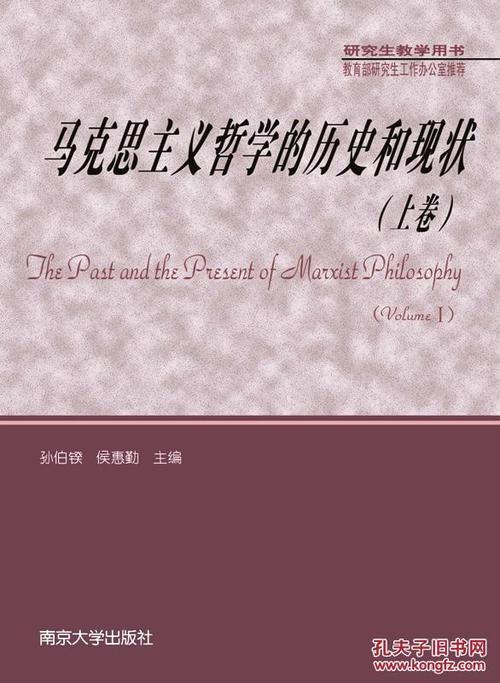 研究生教学用书
教育部研究生工作办公室推荐
马克思主义哲学的历史和现状
（上卷）
The Past and the Present of Marxist Philosophy
(Volume I)
孙伯鍨 侯惠勤 主编
南京大学出版社
孔夫子旧书网
www.kongfz.com